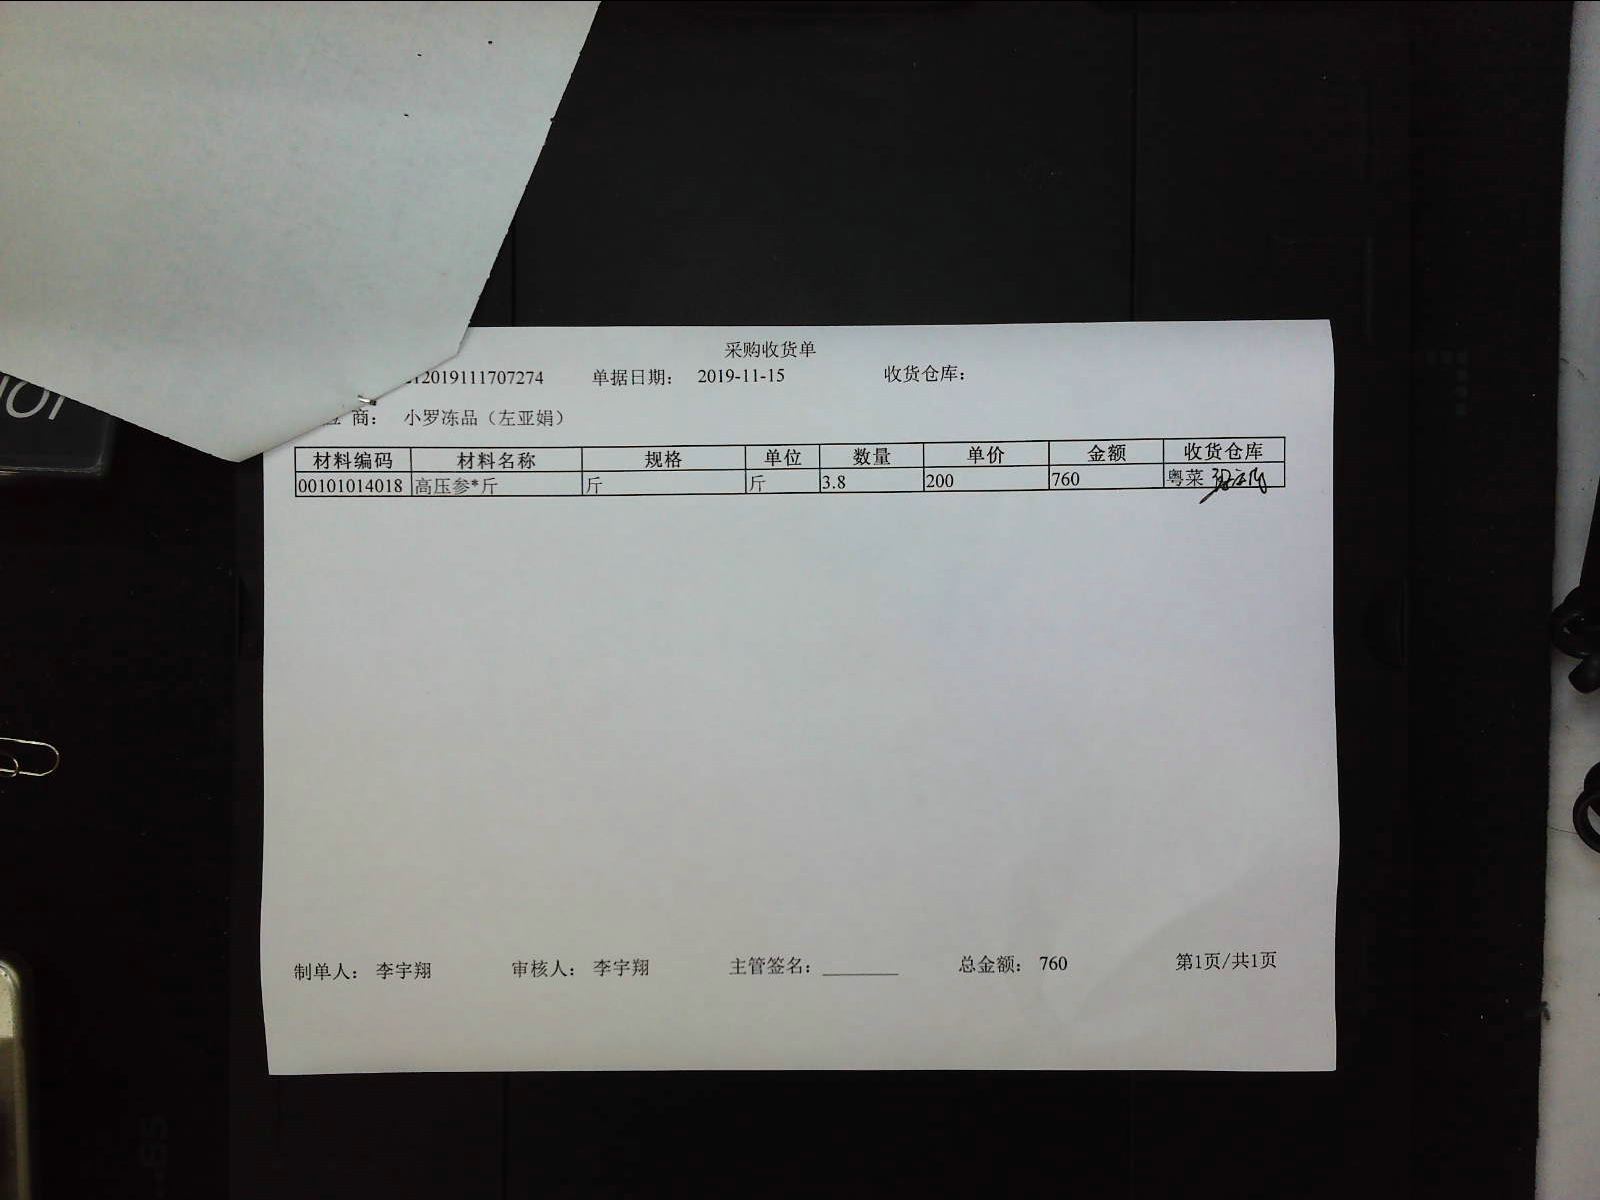 采购收货单
2019111707274 单据日期: 2019-11-15 收货仓库:
商: 小罗冻品（左亚娟）
材料编码 材料名称 规格 单位 数量 单价 金额 收货仓库
00101014018 高压参*斤 斤 斤 3.8 200 760 粤菜
制单人: 李宇翔 审核人: 李宇翔 主管签名: 总金额: 760 第1页/共1页